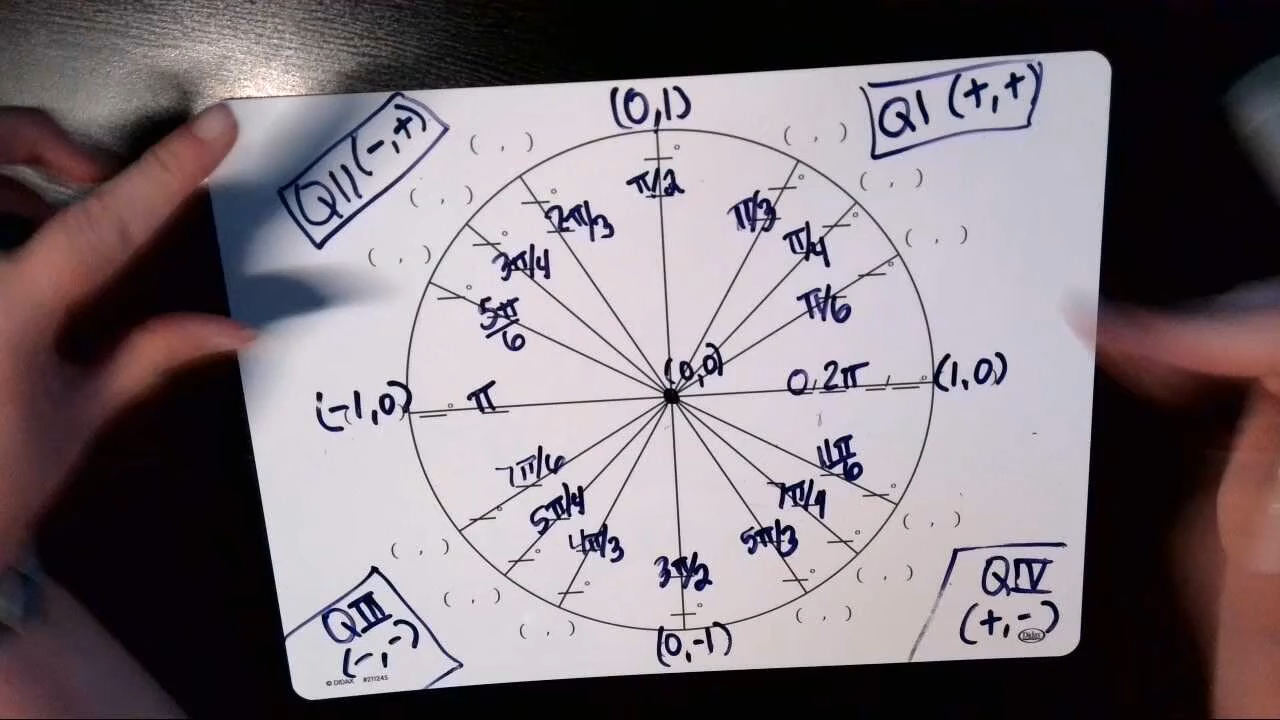 (0,1)
QI (+,+)
QII (-,+)
( , )
( , )
( , )
( , )
( , )
( , )
π/2
2π/3
π/3
3π/4
π/4
5π/6
π/6
(0,0)
(-1,0)
π
0, 2π
(1,0)
7π/6
11π/6
5π/4
7π/4
4π/3
5π/3
3π/2
( , )
( , )
( , )
( , )
( , )
( , )
(0,-1)
QIII
(-,-)
QIV
(+,-)
Didax
© DIDAX #211245